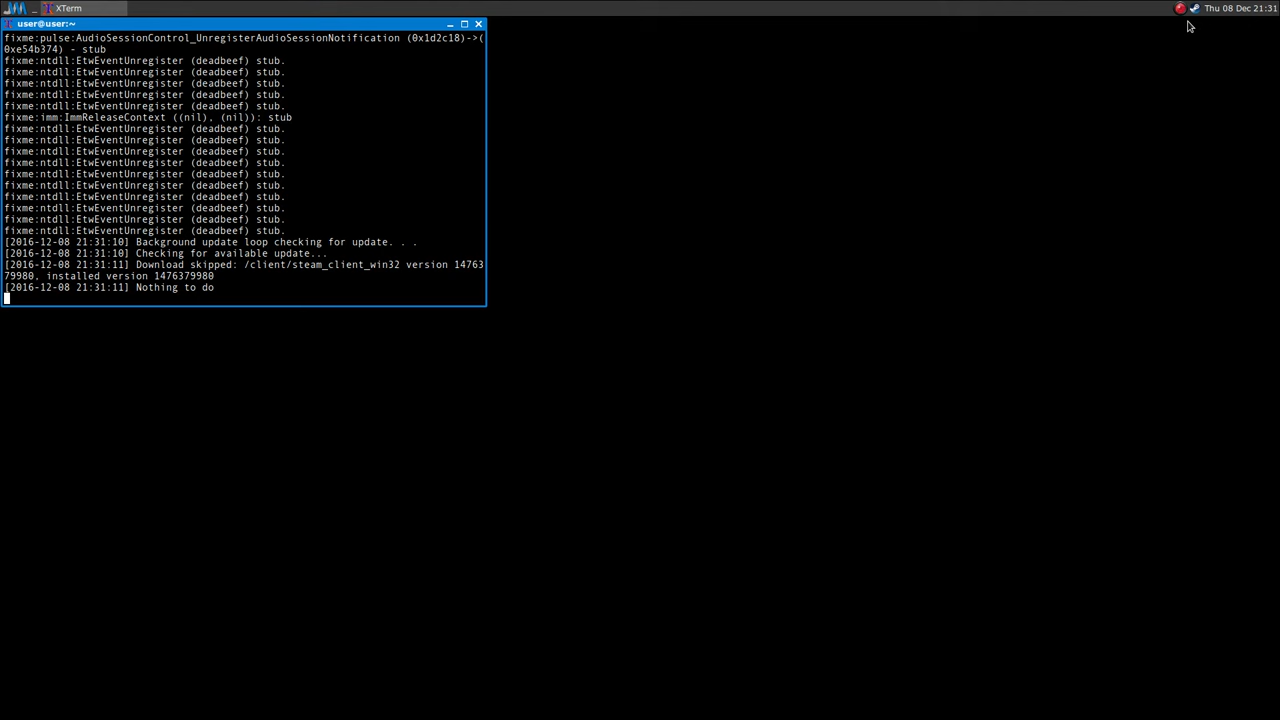 _ XTerm Thu 08 Dec 21:31
user@user:~
fixme:pulse:AudioSessionControl_UnregisterAudioSessionNotification (0x1d2c18)->(
0xe54b374) - stub
fixme:ntdll:EtwEventUnregister (deadbeef) stub.
fixme:ntdll:EtwEventUnregister (deadbeef) stub.
fixme:ntdll:EtwEventUnregister (deadbeef) stub.
fixme:ntdll:EtwEventUnregister (deadbeef) stub.
fixme:ntdll:EtwEventUnregister (deadbeef) stub.
fixme:imm:ImmReleaseContext ((nil), (nil)): stub
fixme:ntdll:EtwEventUnregister (deadbeef) stub.
fixme:ntdll:EtwEventUnregister (deadbeef) stub.
fixme:ntdll:EtwEventUnregister (deadbeef) stub.
fixme:ntdll:EtwEventUnregister (deadbeef) stub.
fixme:ntdll:EtwEventUnregister (deadbeef) stub.
fixme:ntdll:EtwEventUnregister (deadbeef) stub.
fixme:ntdll:EtwEventUnregister (deadbeef) stub.
fixme:ntdll:EtwEventUnregister (deadbeef) stub.
fixme:ntdll:EtwEventUnregister (deadbeef) stub.
fixme:ntdll:EtwEventUnregister (deadbeef) stub.
[2016-12-08 21:31:10] Background update loop checking for update. . .
[2016-12-08 21:31:10] Checking for available update...
[2016-12-08 21:31:11] Download skipped: /client/steam_client_win32 version 14763
79980, installed version 1476379980
[2016-12-08 21:31:11] Nothing to do